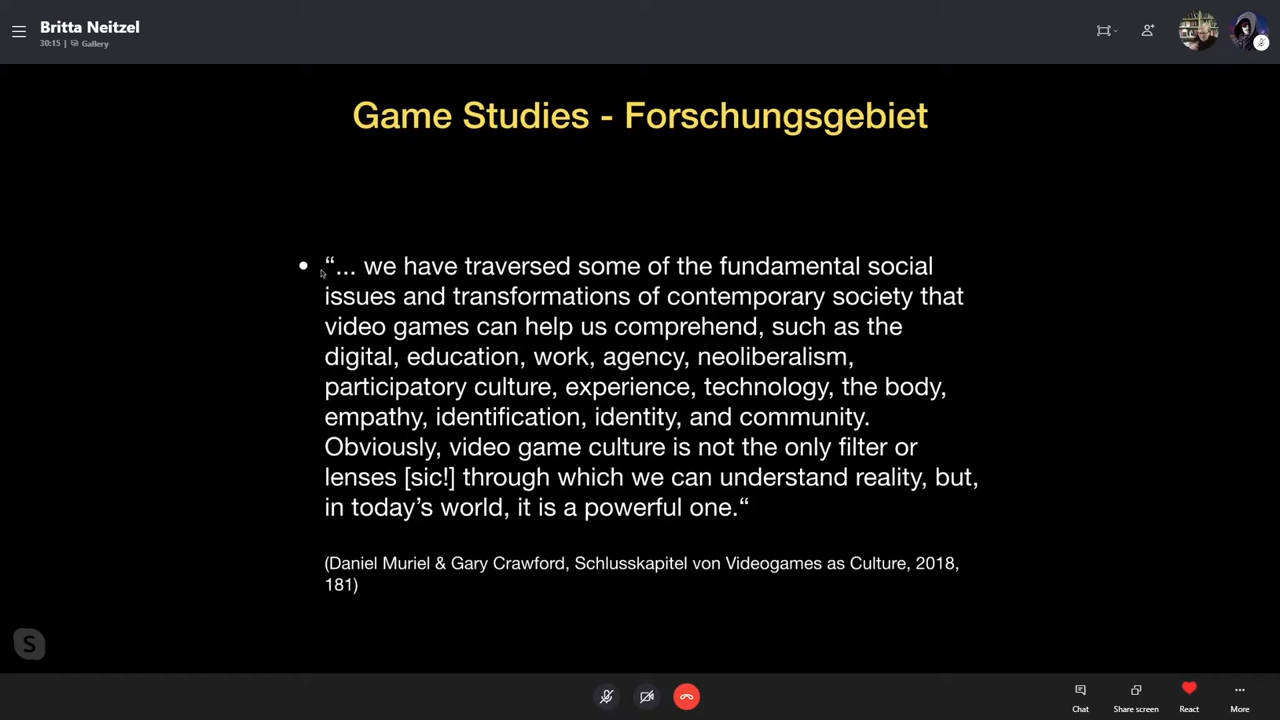 Britta Neitzel
30:15 | Gallery
Game Studies - Forschungsgebiet
• “... we have traversed some of the fundamental social
issues and transformations of contemporary society that
video games can help us comprehend, such as the
digital, education, work, agency, neoliberalism,
participatory culture, experience, technology, the body,
empathy, identification, identity, and community.
Obviously, video game culture is not the only filter or
lenses [sic!] through which we can understand reality, but,
in today’s world, it is a powerful one.“
(Daniel Muriel & Gary Crawford, Schlusskapitel von Videogames as Culture, 2018,
181)
S
Chat
Share screen
React
More